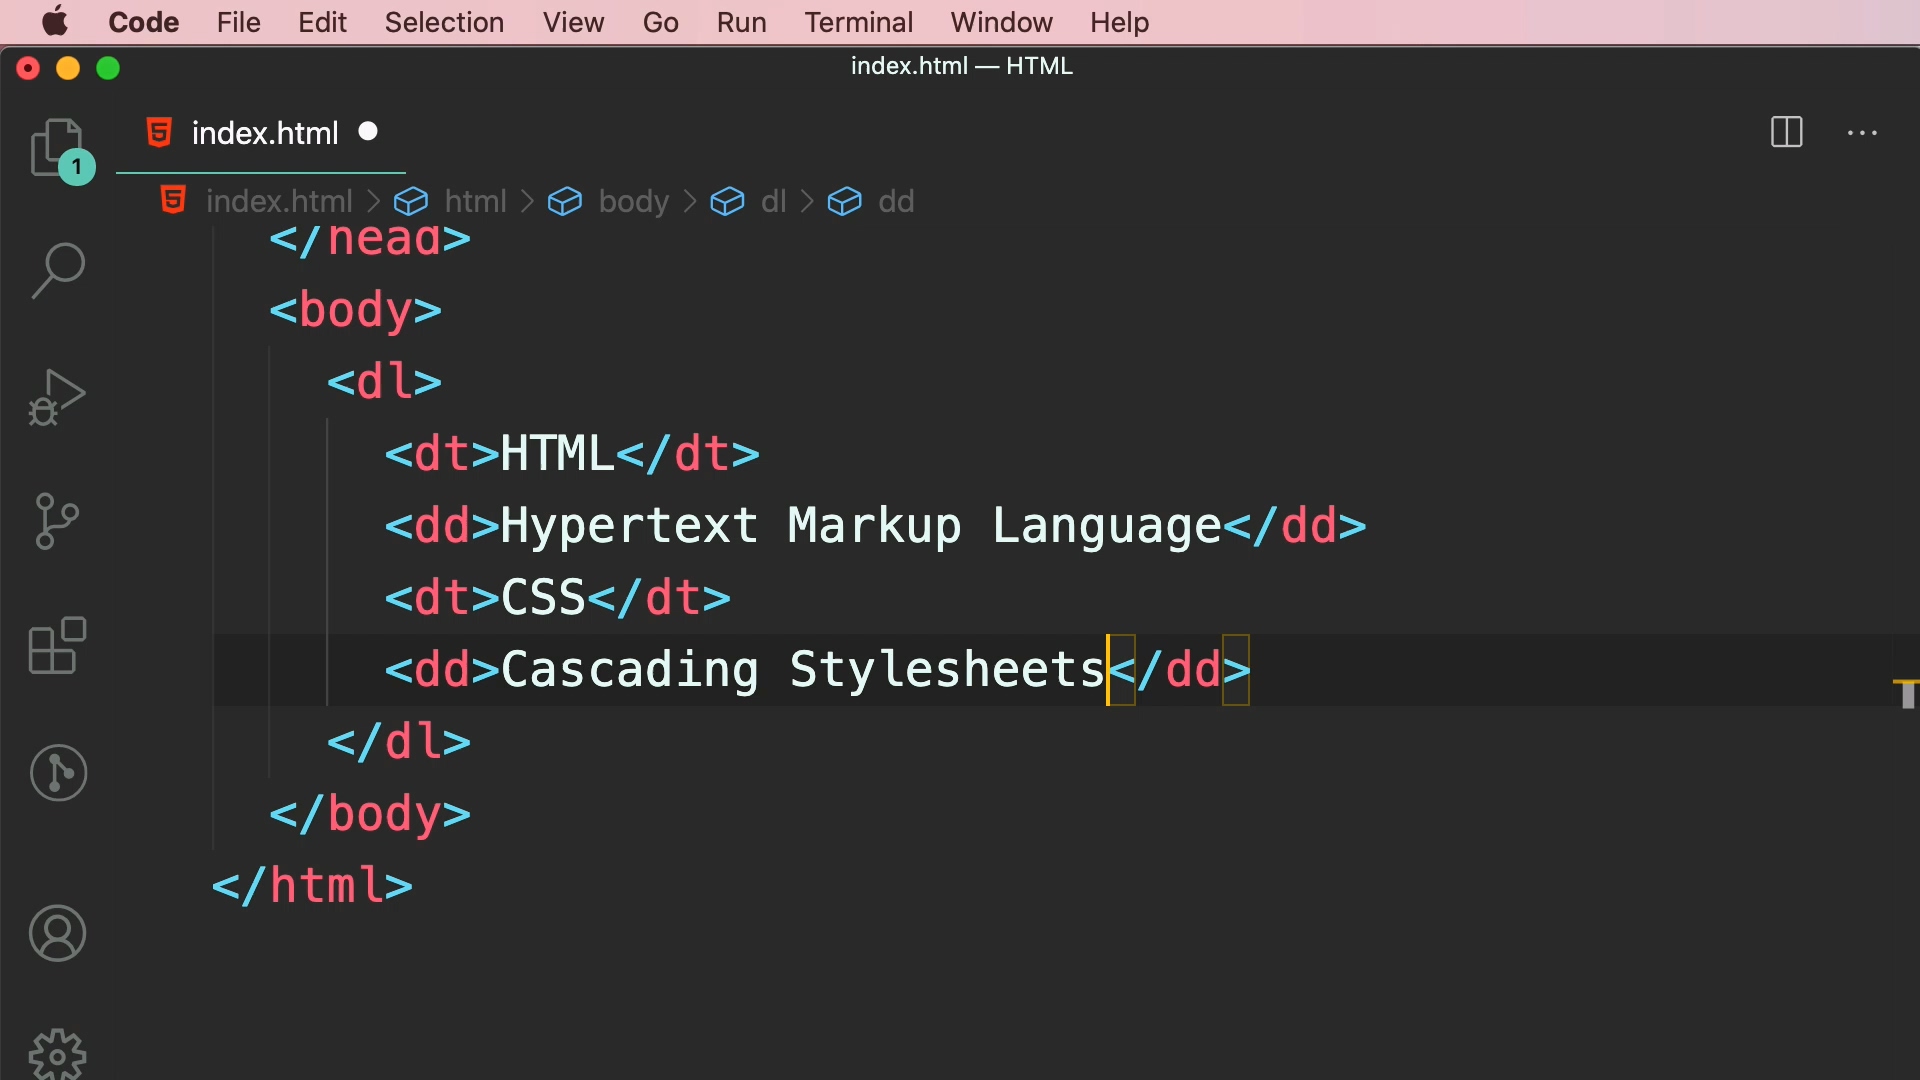 Code File Edit Selection View Go Run Terminal Window Help
index.html — HTML
index.html
1
index.html > html > body > dl > dd
</head>
<body>
<dl>
<dt>HTML</dt>
<dd>Hypertext Markup Language</dd>
<dt>CSS</dt>
<dd>Cascading Stylesheets</dd>
</dl>
</body>
</html>